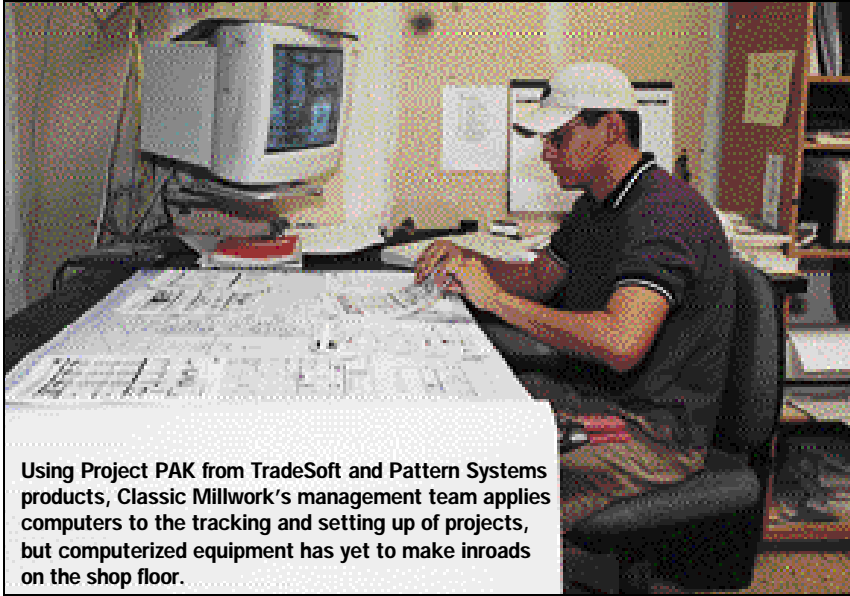 Using Project PAK from TradeSoft and Pattern Systems
products, Classic Millwork's management team applies
computers to the tracking and setting up of projects,
but computerized equipment has yet to make inroads
on the shop floor.